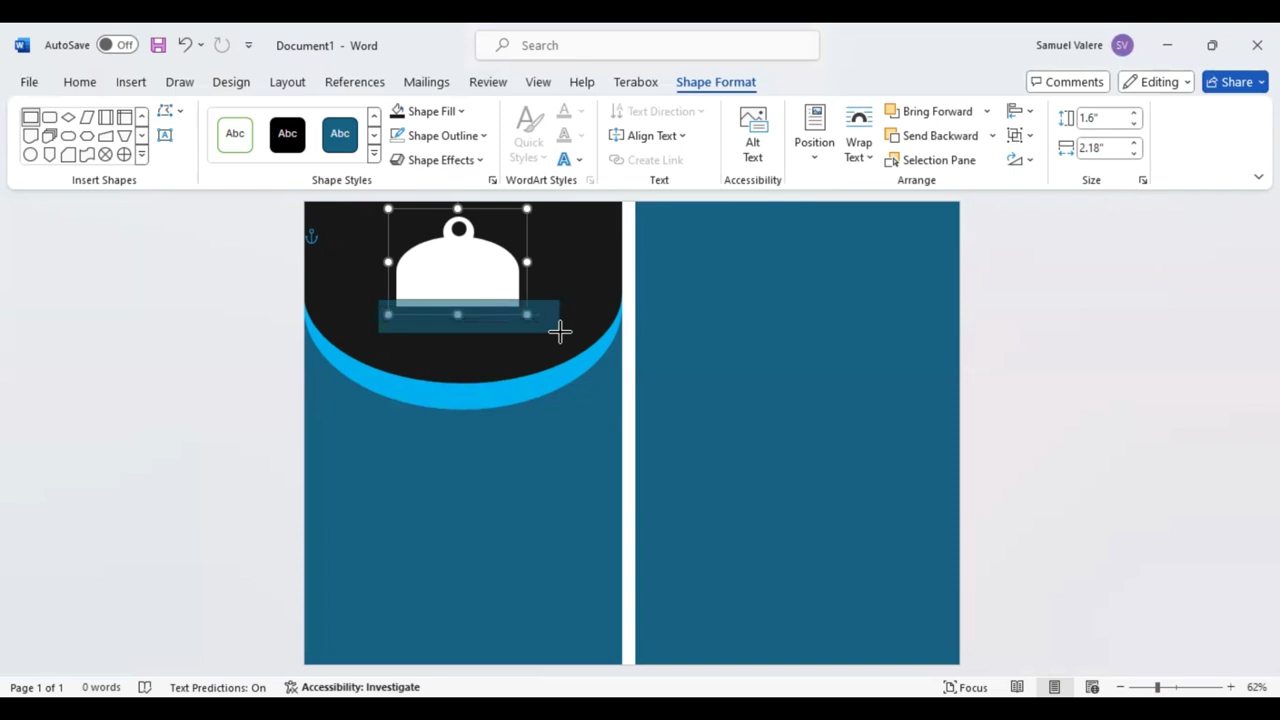 AutoSave Off Document1 - Word Search Samuel Valere SV
File Home Insert Draw Design Layout References Mailings Review View Help Terabox Shape Format Comments Editing Share
Abc Abc Abc
Shape Fill
Shape Outline
Shape Effects
Quick
Styles
Text Direction
Align Text
Create Link
Alt
Text
Position
Wrap
Text
Bring Forward
Send Backward
Selection Pane
1.6"
2.18"
Insert Shapes Shape Styles WordArt Styles Text Accessibility Arrange Size
Page 1 of 1 0 words Text Predictions: On Accessibility: Investigate Focus 62%